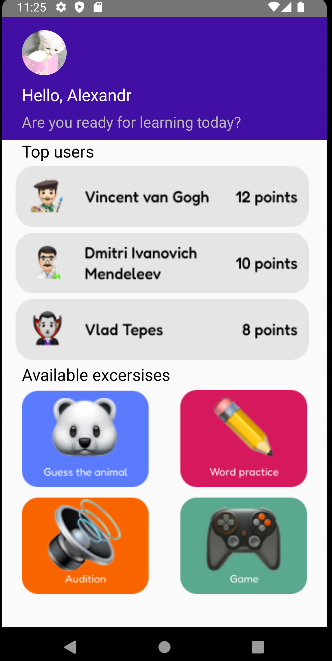 11:25
Hello, Alexandr
Are you ready for learning today?
Top users
Vincent van Gogh 12 points
Dmitri Ivanovich
Mendeleev 10 points
Vlad Tepes 8 points
Available excersises
Guess the animal Word practice
Audition Game